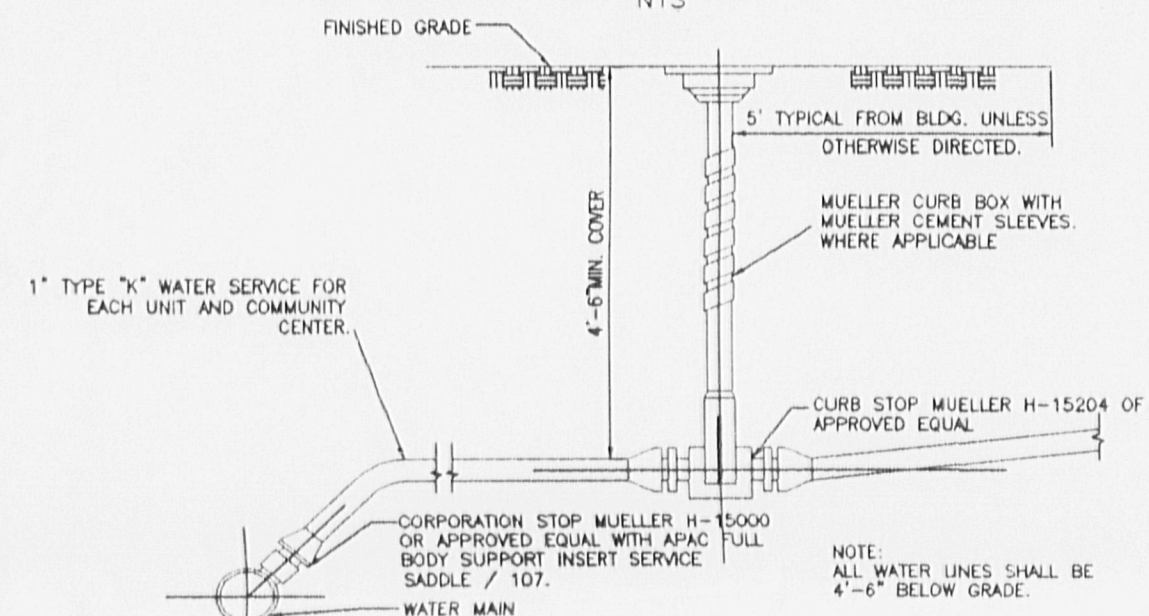 NTS
FINISHED GRADE
5' TYPICAL FROM BLDG. UNLESS
OTHERWISE DIRECTED.
4'-6" MIN. COVER
MUELLER CURB BOX WITH
MUELLER CEMENT SLEEVES.
WHERE APPLICABLE
1" TYPE "K" WATER SERVICE FOR
EACH UNIT AND COMMUNITY
CENTER.
CURB STOP MUELLER H-15204 OF
APPROVED EQUAL
CORPORATION STOP MUELLER H-15000
OR APPROVED EQUAL WITH APAC FULL
BODY SUPPORT INSERT SERVICE
SADDLE / 107.
WATER MAIN
NOTE:
ALL WATER LINES SHALL BE
4'-6" BELOW GRADE.